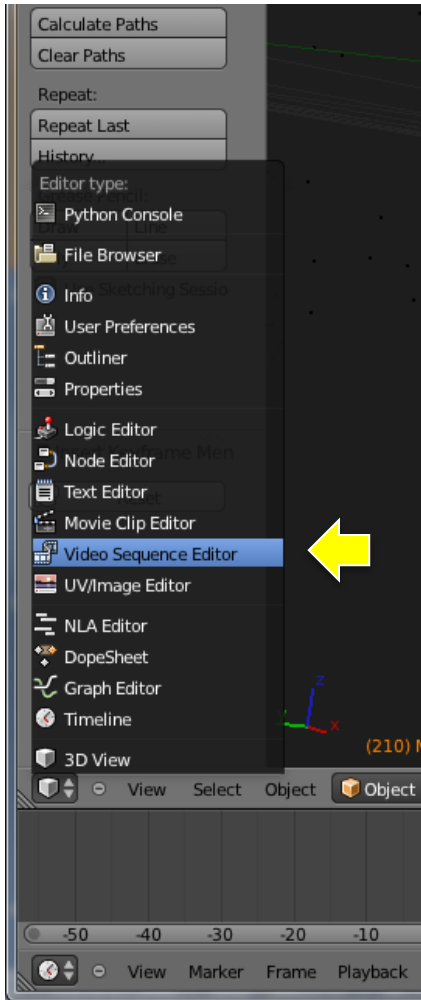 Calculate Paths
Clear Paths
Repeat:
Repeat Last
History...
Editor type:
Python Console
File Browser
Info
User Preferences
Outliner
Properties
Logic Editor
Node Editor
Text Editor
Movie Clip Editor
Video Sequence Editor
UV/Image Editor
NLA Editor
DopeSheet
Graph Editor
Timeline
3D View
z
x
(210)
View Select Object Object
-50 -40 -30 -20 -10
View Marker Frame Playback